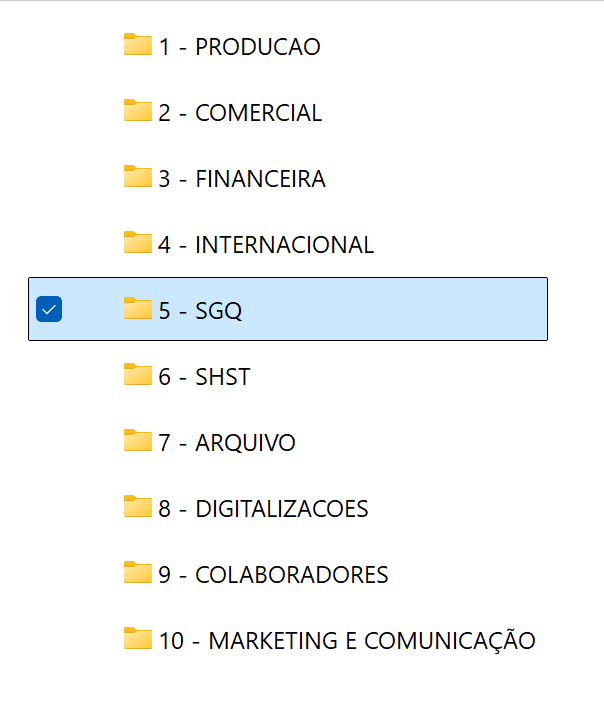 1 - PRODUCAO
2 - COMERCIAL
3 - FINANCEIRA
4 - INTERNACIONAL
5 - SGQ
6 - SHST
7 - ARQUIVO
8 - DIGITALIZACOES
9 - COLABORADORES
10 - MARKETING E COMUNICAÇÃO